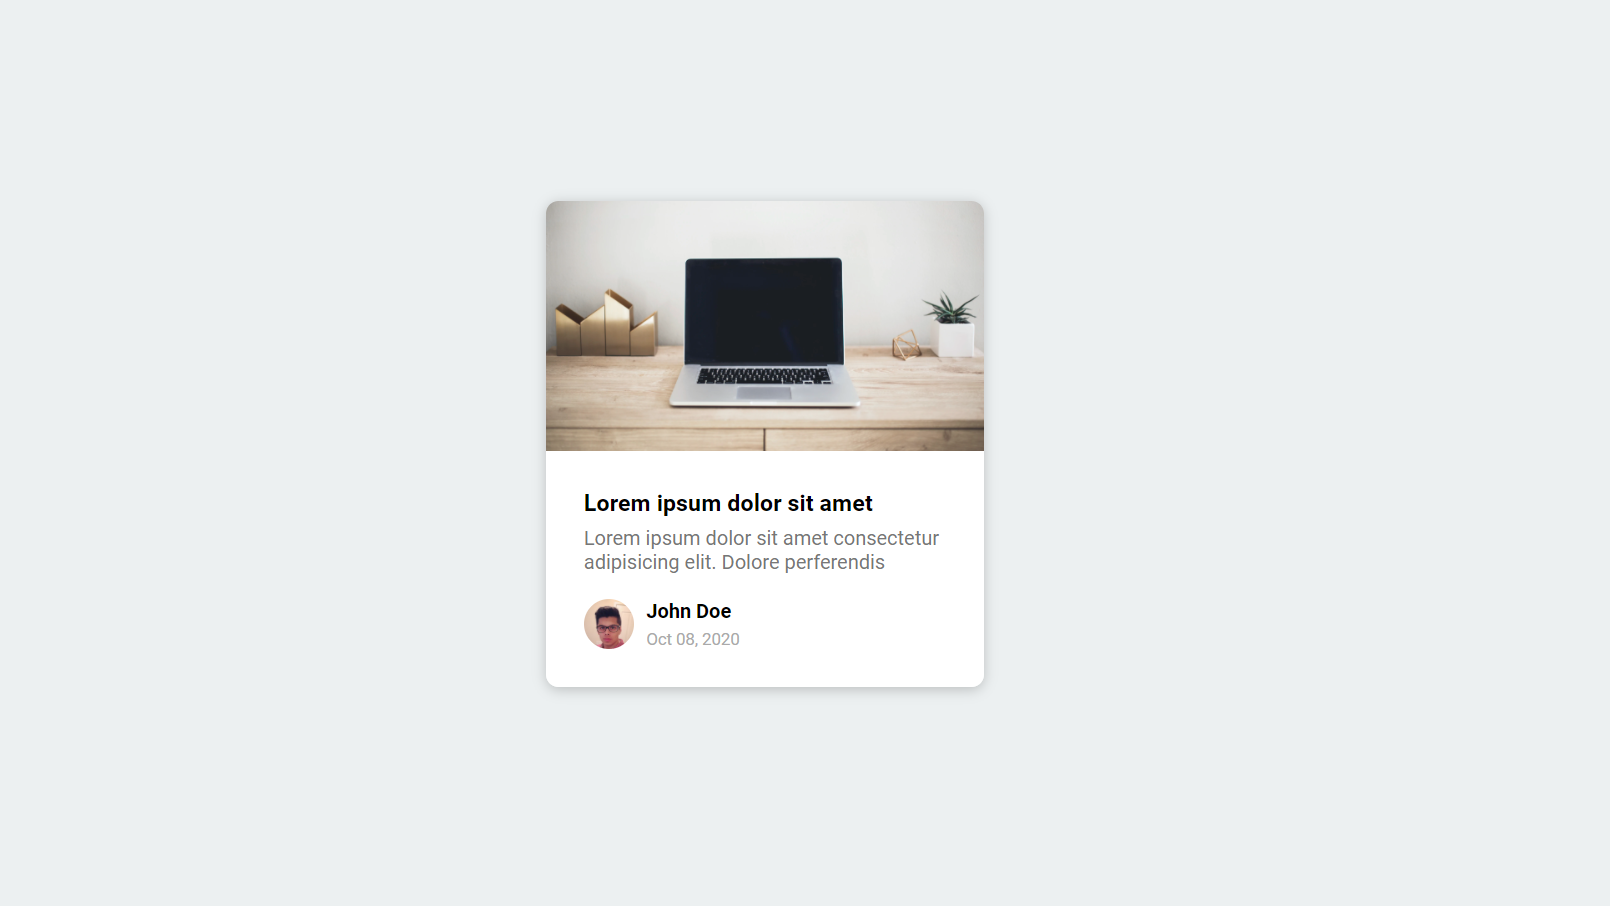 Lorem ipsum dolor sit amet
Lorem ipsum dolor sit amet consectetur
adipisicing elit. Dolore perferendis
John Doe
Oct 08, 2020